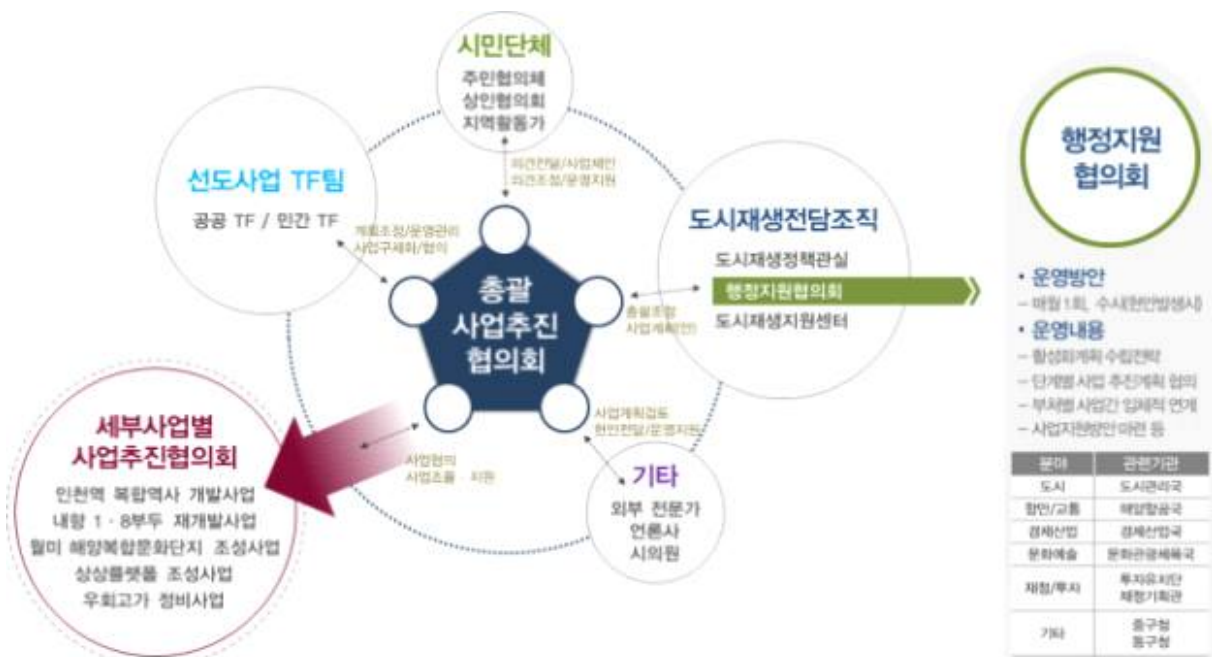 시민단체
주민협의체
상인협의회
지역활동가
의견전달/사업제안
의견조정/운영지원
선도사업 TF팀
공공 TF / 민간 TF
계획조정/운영관리
사업구체화/협의
총괄
사업추진
협의회
도시재생전담조직
도시재생정책관실
행정지원협의회
도시재생지원센터
총괄조정
사업계획(안)
세부사업별
사업추진협의회
인천역 복합역사 개발사업
내항 1 · 8부두 재개발사업
월미 해양복합문화단지 조성사업
상상플랫폼 조성사업
우회고가 정비사업
사업협의
사업조율 지원
사업계획검토
현안전달/운영지원
기타
외부 전문가
언론사
시의원
행정지원
협의회
• 운영방안
– 매월 1회, 수시(현안발생시)
• 운영내용
– 활성화계획 수립전략
– 단계별 사업 추진계획 협의
– 부처별 사업간 입체적 연계
– 사업지원방안 마련 등
분야 관련기관
도시 도시관리국
항만/교통 해양항공국
경제산업 경제산업국
문화예술 문화관광체육국
재정/투자 투자유치단
재정기획관
기타 중구청
동구청